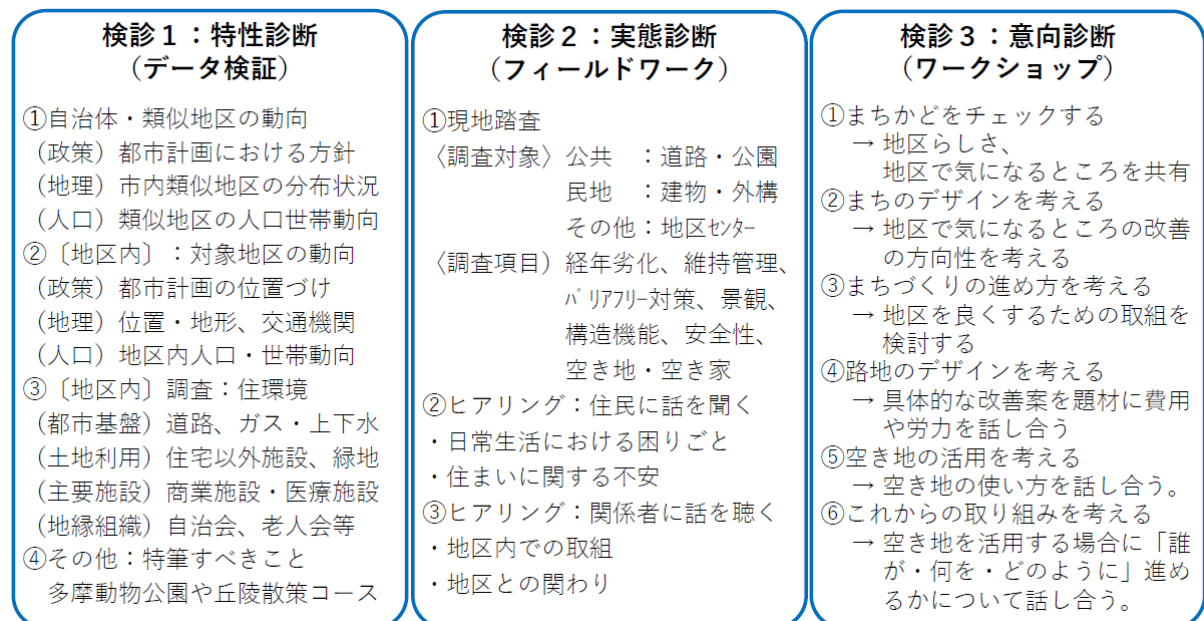 検診１：特性診断
（データ検証）
①自治体・類似地区の動向
（政策）都市計画における方針
（地理）市内類似地区の分布状況
（人口）類似地区の人口世帯動向
②〔地区内〕：対象地区の動向
（政策）都市計画の位置づけ
（地理）位置・地形、交通機関
（人口）地区内人口・世帯動向
③〔地区内〕調査：住環境
（都市基盤）道路、ガス・上下水
（土地利用）住宅以外施設、緑地
（主要施設）商業施設・医療施設
（地縁組織）自治会、老人会等
④その他：特筆すべきこと
多摩動物公園や丘陵散策コース
検診２：実態診断
（フィールドワーク）
①現地踏査
〈調査対象〉公共　：道路・公園
民地　：建物・外構
その他：地区ｾﾝﾀｰ
〈調査項目）経年劣化、維持管理、
ﾊﾞﾘｱﾌﾘｰ対策、景観、
構造機能、安全性、
空き地・空き家
②ヒアリング：住民に話を聞く
・日常生活における困りごと
・住まいに関する不安
③ヒアリング：関係者に話を聴く
・地区内での取組
・地区との関わり
検診３：意向診断
（ワークショップ）
①まちかどをチェックする
→ 地区らしさ、
地区で気になるところを共有
②まちのデザインを考える
→地区で気になるところの改善
の方向性を考える
③まちづくりの進め方を考える
→ 地区を良くするための取組を
検討する
④路地のデザインを考える
→ 具体的な改善案を題材に費用
や労力を話し合う
⑤空き地の活用を考える
→ 空き地の使い方を話し合う。
⑥これからの取り組みを考える
→ 空き地を活用する場合に「誰
が・何を・どのように」進め
るかについて話し合う。